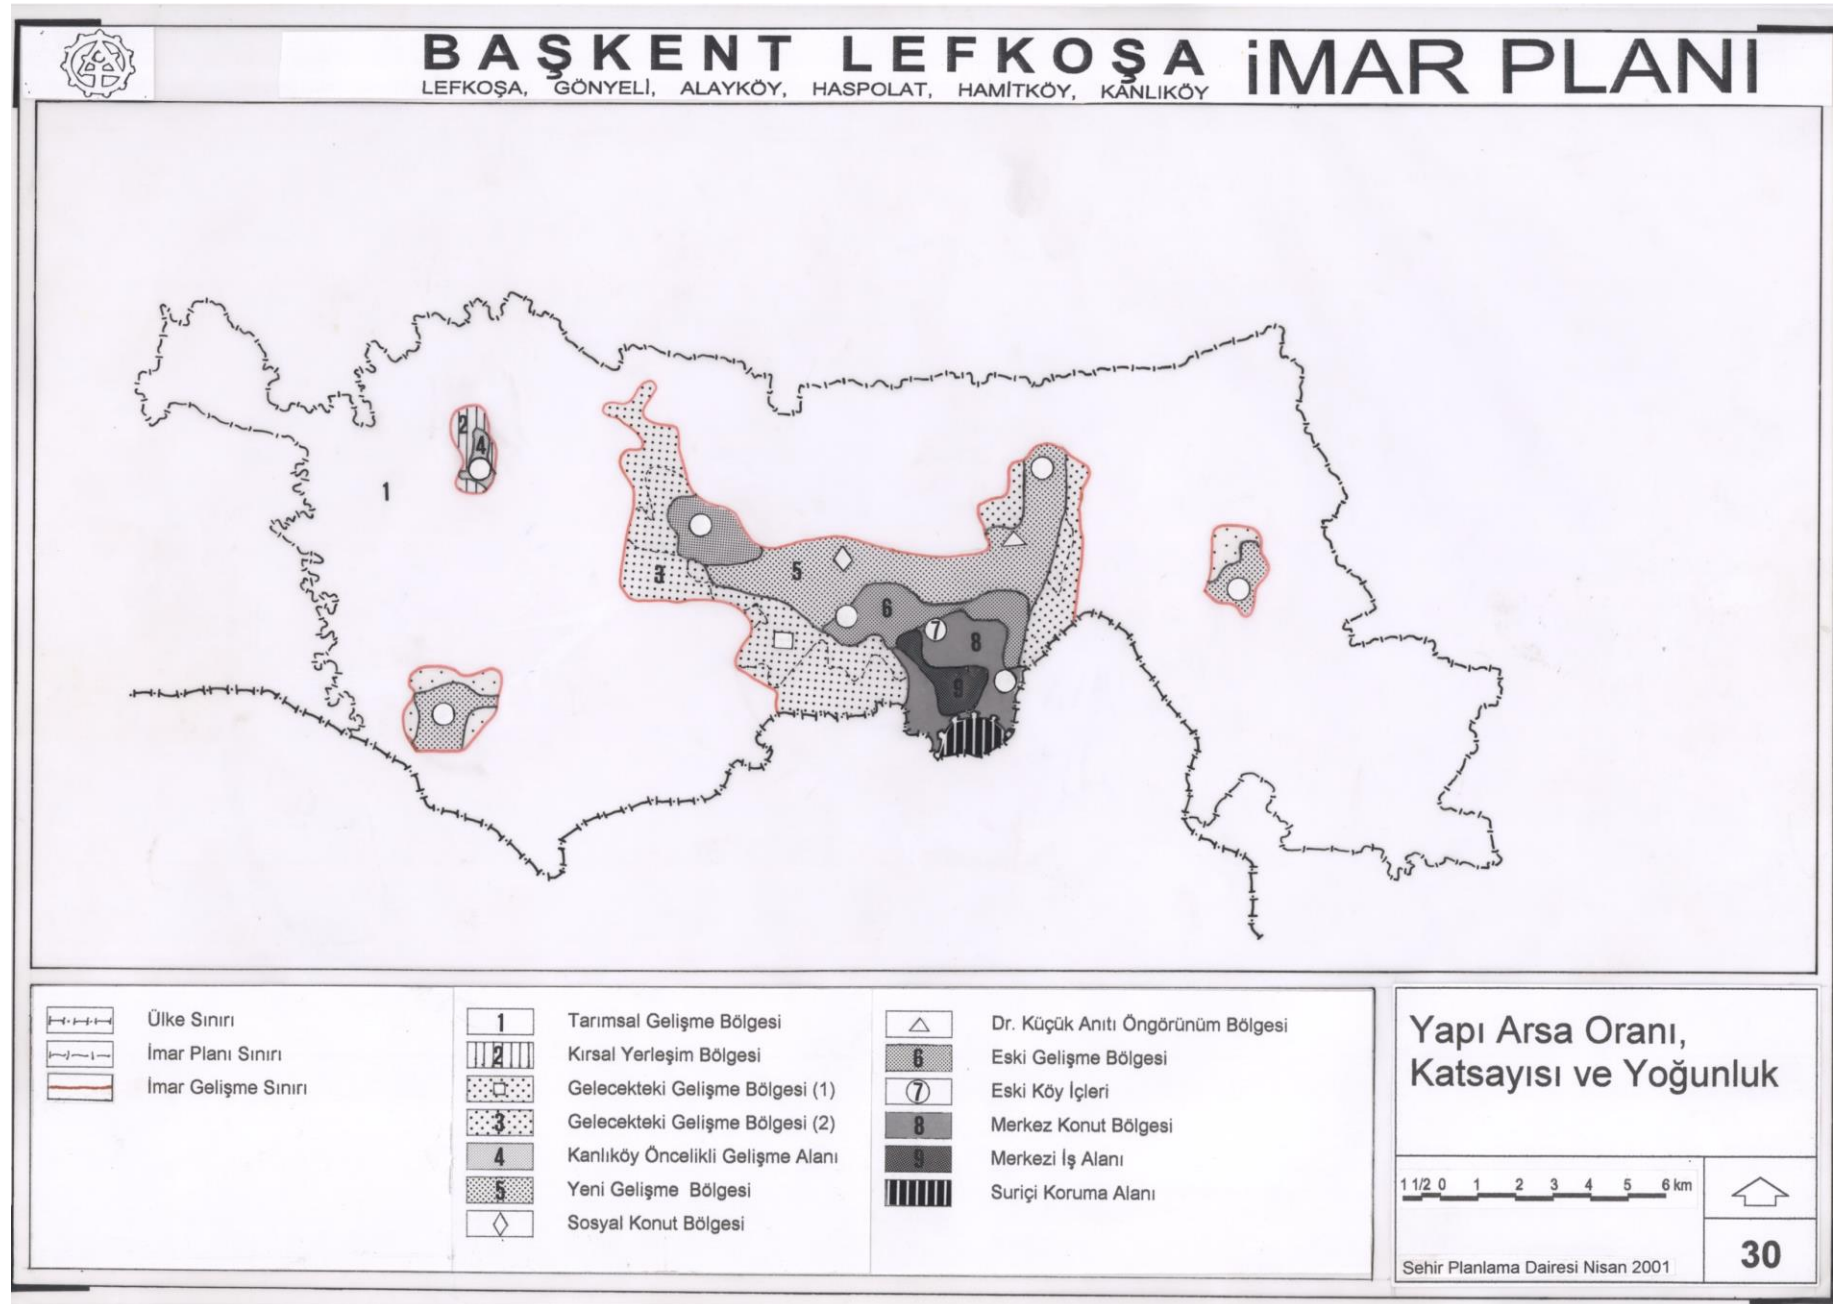 BAŞKENT LEFKOŞA İMAR PLANI
LEFKOŞA, GÖNYELİ, ALAYKÖY, HASPOLAT, HAMİTKÖY, KANLIKÖY
2
4
1
3
5
6
7
8
9
Ülke Sınırı
İmar Planı Sınırı
İmar Gelişme Sınırı
1 Tarımsal Gelişme Bölgesi
2 Kırsal Yerleşim Bölgesi
Gelecekteki Gelişme Bölgesi (1)
3 Gelecekteki Gelişme Bölgesi (2)
4 Kanlıköy Öncelikli Gelişme Alanı
5 Yeni Gelişme Bölgesi
Sosyal Konut Bölgesi
Dr. Küçük Anıtı Öngörünüm Bölgesi
6 Eski Gelişme Bölgesi
7 Eski Köy İçleri
8 Merkez Konut Bölgesi
9 Merkezi İş Alanı
Suriçi Koruma Alanı
Yapı Arsa Oranı,
Katsayısı ve Yoğunluk
1 1/2 0 1 2 3 4 5 6 km
Sehir Planlama Dairesi Nisan 2001
30